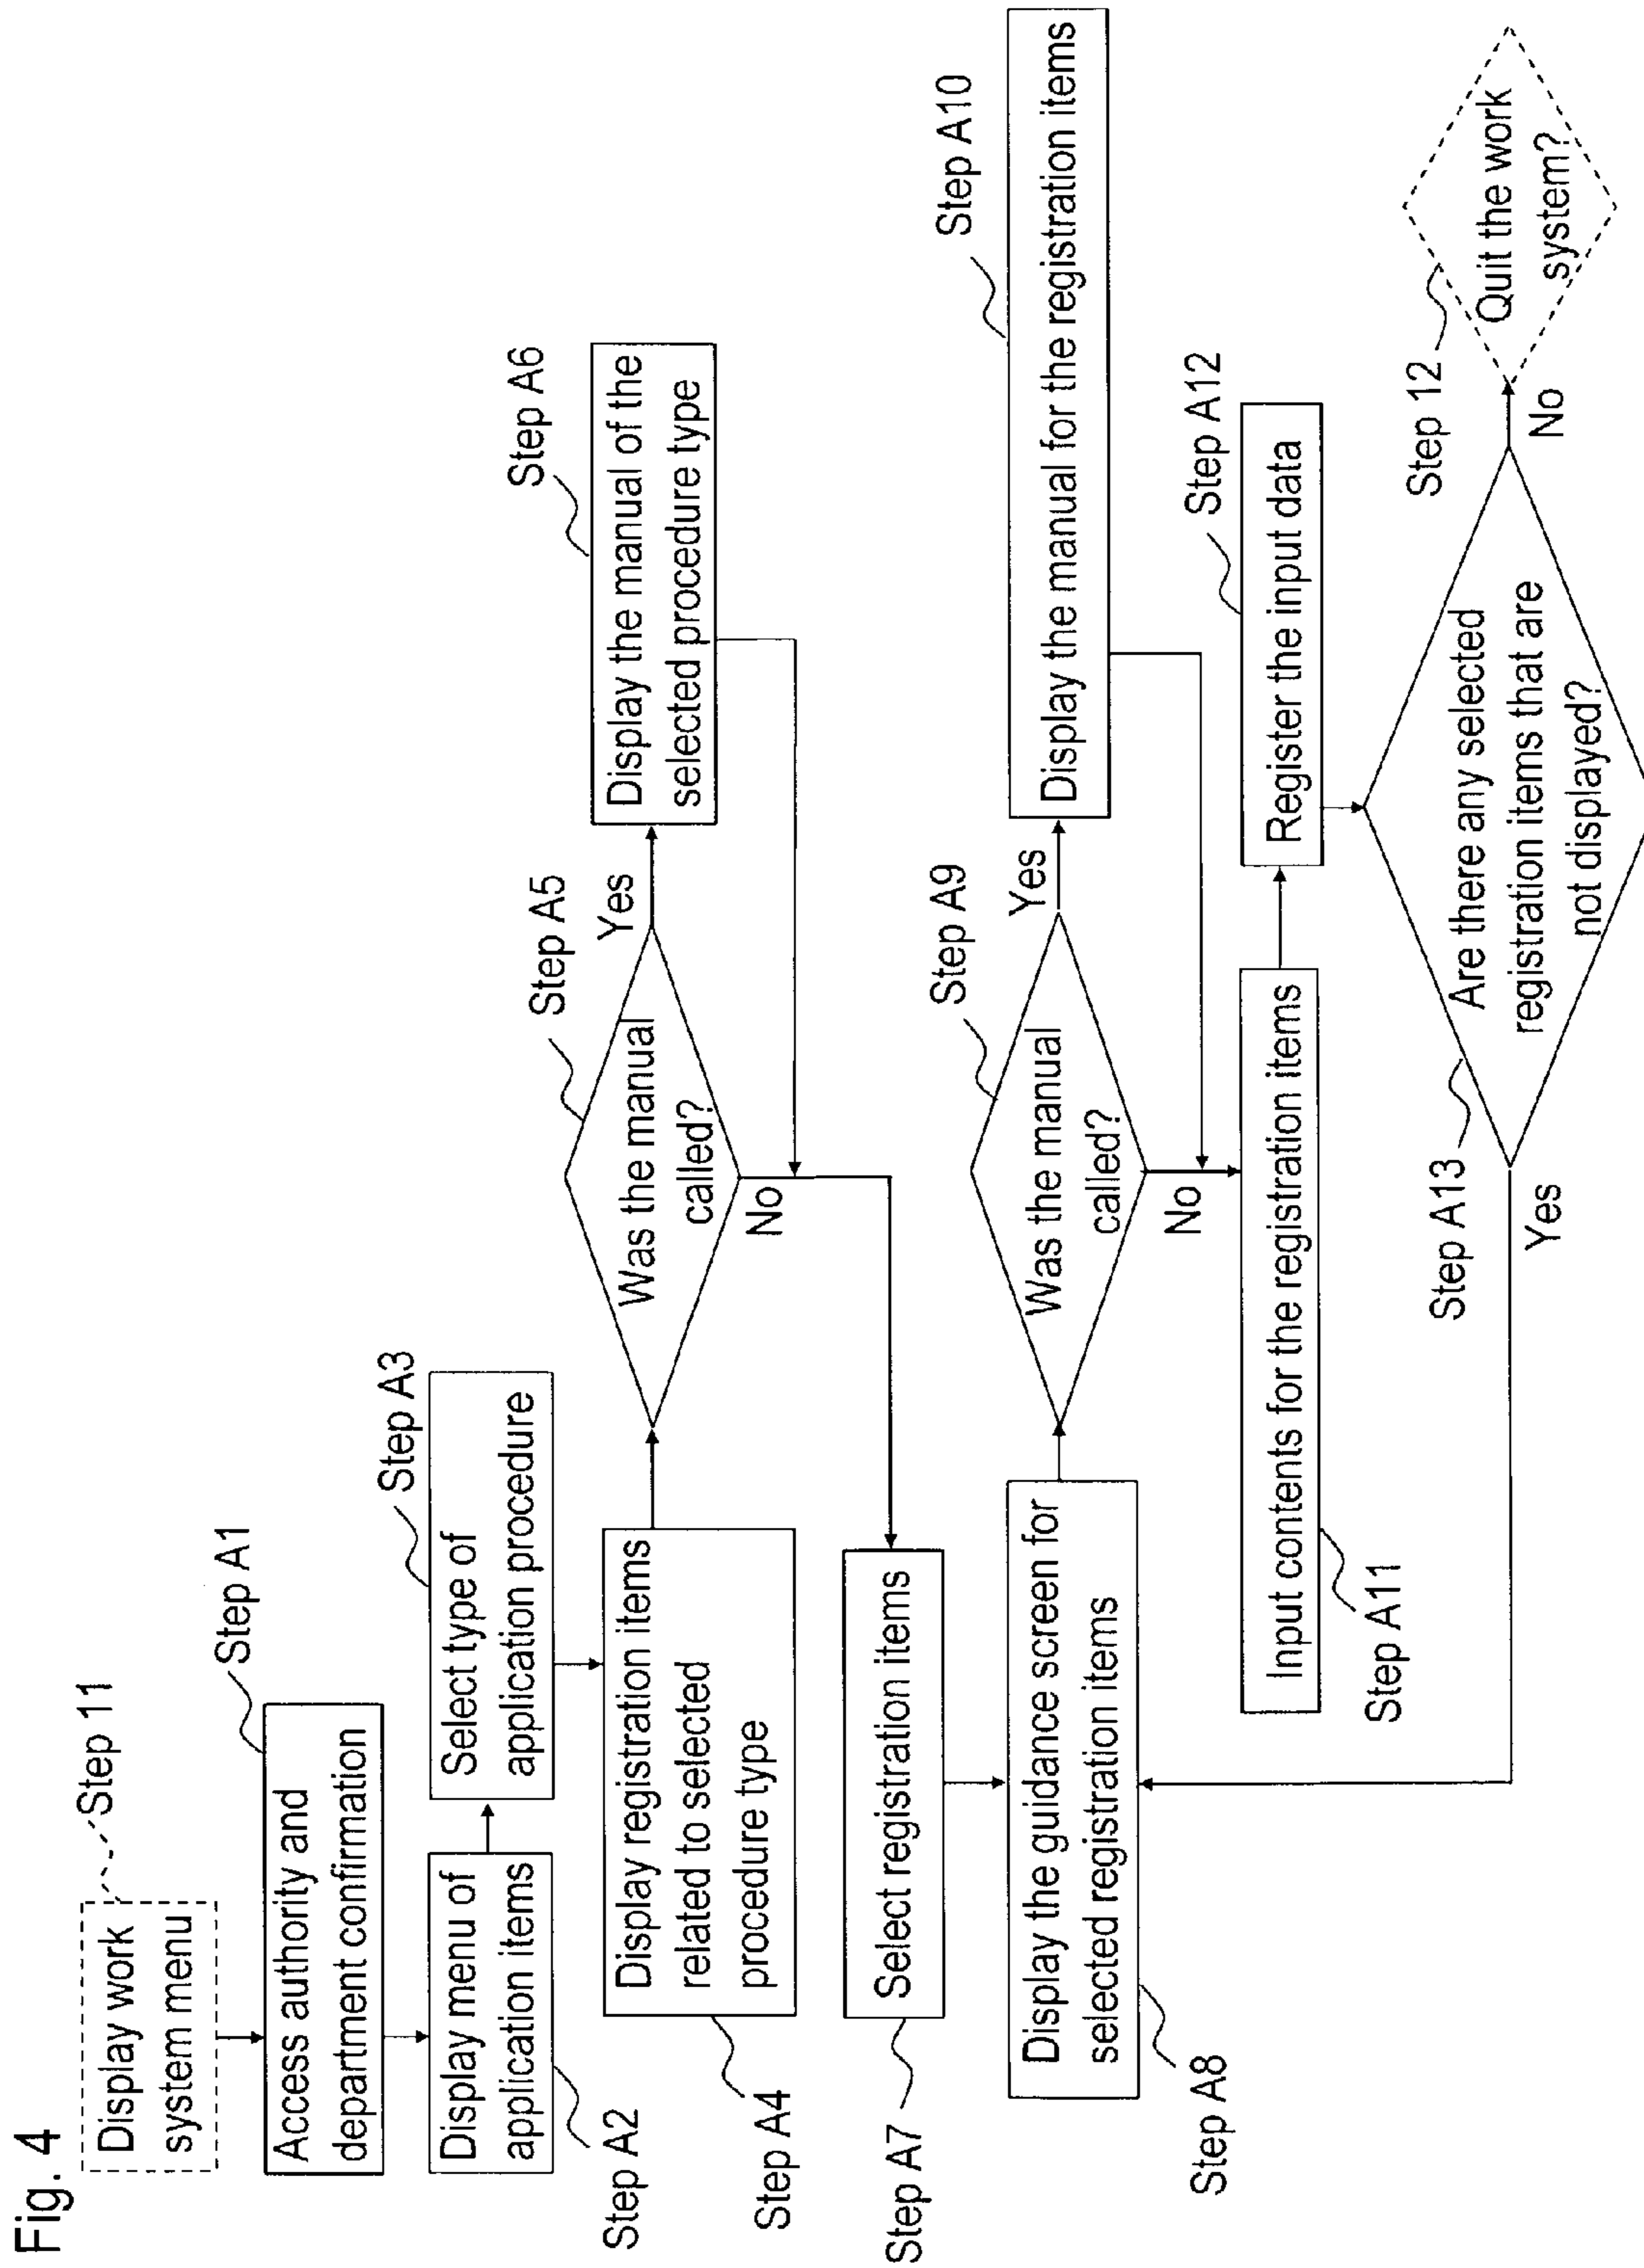 Fig. 4
Display work
system menu
Step 11
Access authority and
department confirmation
Step A1
Display menu of
application items
Step A2
Select type of
application procedure
Step A3
Display registration items
related to selected
procedure type
Step A4
Was the manual
called?
Step A5
Yes
No
Display the manual of the
selected procedure type
Step A6
Select registration items
Step A7
Display the guidance screen for
selected registration items
Step A8
Was the manual
called?
Step A9
Yes
No
Display the manual for the registration items
Step A10
Input contents for the registration items
Step A11
Register the input data
Step A12
Are there any selected
registration items that are
not displayed?
Step A13
Yes
No
Quit the work
system?
Step 12